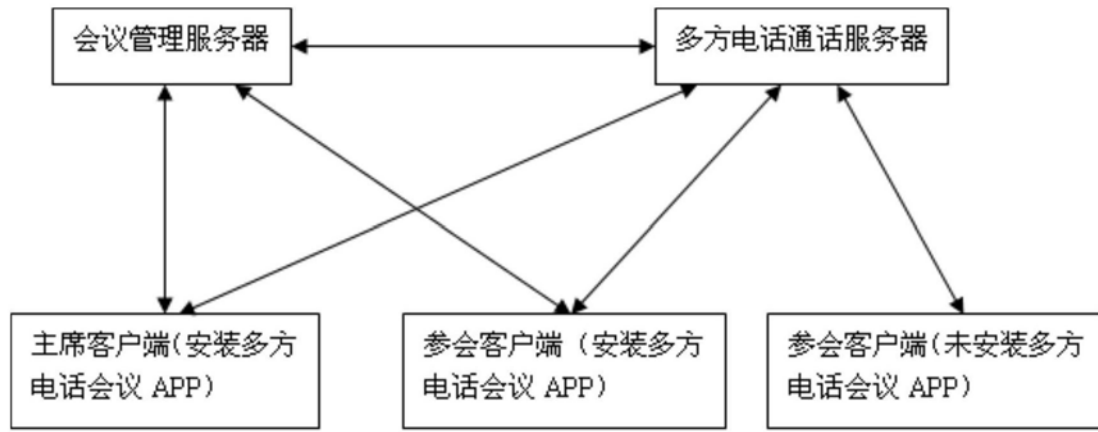 会议管理服务器
多方电话通话服务器
主席客户端(安装多方
电话会议 APP)
参会客户端（安装多方
电话会议 APP)
参会客户端(未安装多方
电话会议 APP)